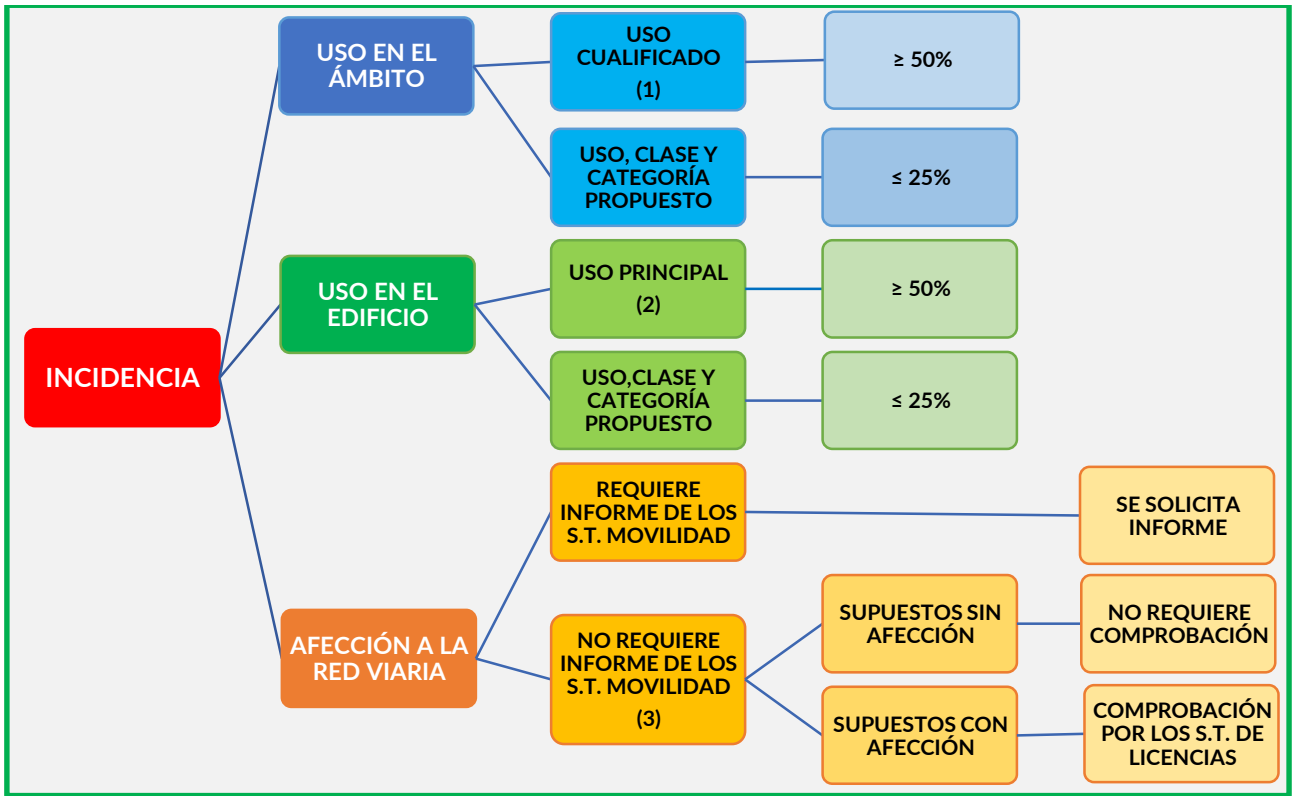 INCIDENCIA
USO EN EL
ÁMBITO
USO
CUALIFICADO
(1)
≥ 50%
USO, CLASE Y
CATEGORÍA
PROPUESTO
≤ 25%
USO EN EL
EDIFICIO
USO PRINCIPAL
(2)
≥ 50%
USO,CLASE Y
CATEGORÍA
PROPUESTO
≤ 25%
AFECCIÓN A LA
RED VIARIA
REQUIERE
INFORME DE LOS
S.T. MOVILIDAD
SE SOLICITA
INFORME
NO REQUIERE
INFORME DE LOS
S.T. MOVILIDAD
(3)
SUPUESTOS SIN
AFECCIÓN
NO REQUIERE
COMPROBACIÓN
SUPUESTOS CON
AFECCIÓN
COMPROBACIÓN
POR LOS S.T. DE
LICENCIAS